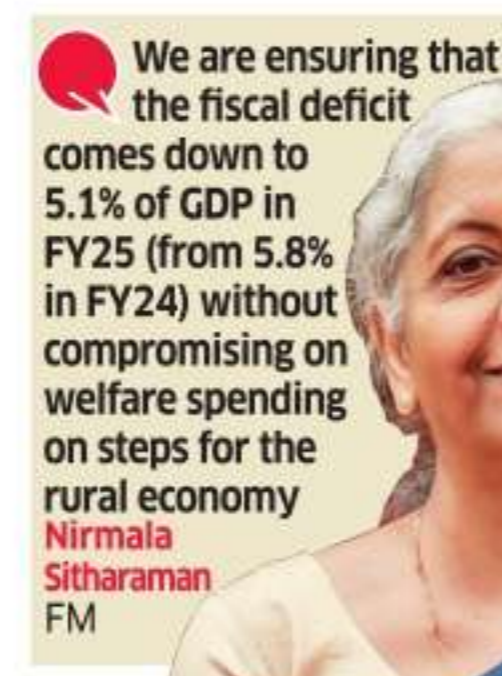 We are ensuring that
the fiscal deficit
comes down to
5.1% of GDP in
FY25 (from 5.8%
in FY24) without
compromising on
welfare spending
on steps for the
rural economy
Nirmala
Sitharaman
FM